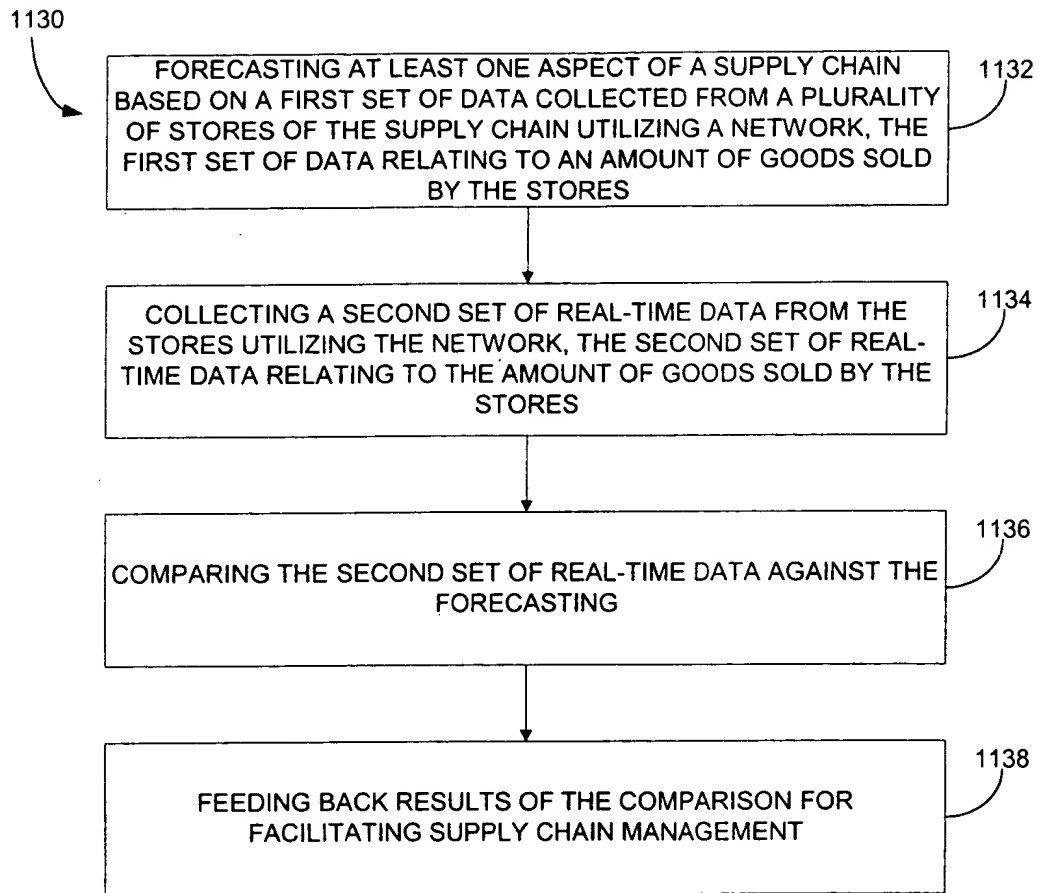 1130
FORECASTING AT LEAST ONE ASPECT OF A SUPPLY CHAIN
BASED ON A FIRST SET OF DATA COLLECTED FROM A PLURALITY
OF STORES OF THE SUPPLY CHAIN UTILIZING A NETWORK, THE
FIRST SET OF DATA RELATING TO AN AMOUNT OF GOODS SOLD
BY THE STORES
1132
COLLECTING A SECOND SET OF REAL-TIME DATA FROM THE
STORES UTILIZING THE NETWORK, THE SECOND SET OF REAL-
TIME DATA RELATING TO THE AMOUNT OF GOODS SOLD BY THE
STORES
1134
COMPARING THE SECOND SET OF REAL-TIME DATA AGAINST THE
FORECASTING
1136
FEEDING BACK RESULTS OF THE COMPARISON FOR
FACILITATING SUPPLY CHAIN MANAGEMENT
1138